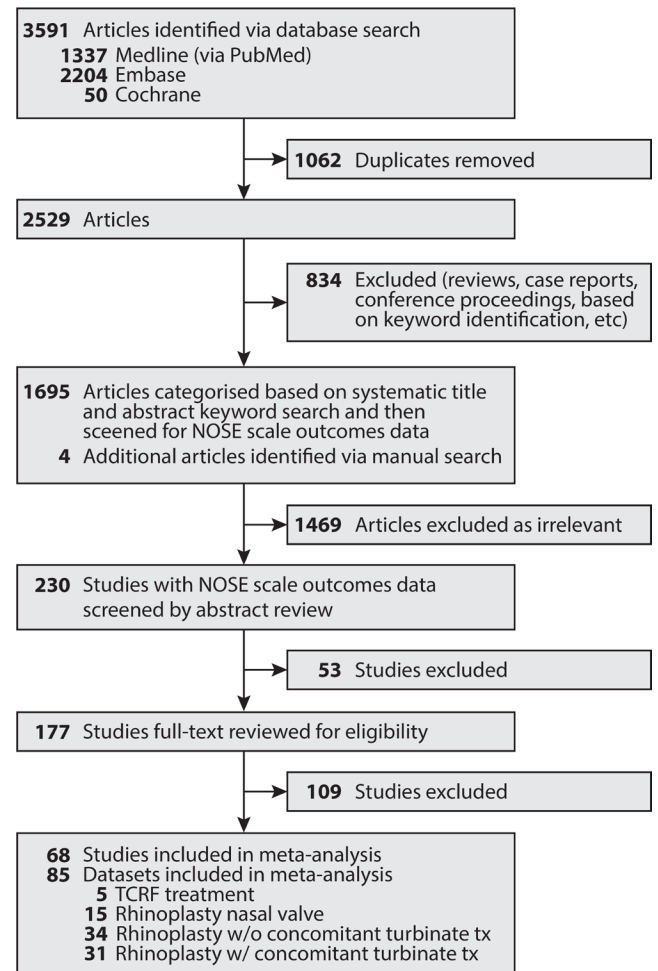 3591 Articles identified via database search
1337 Medline (via PubMed)
2204 Embase
50 Cochrane
1062 Duplicates removed
2529 Articles
834 Excluded (reviews, case reports,
conference proceedings, based
on keyword identification, etc)
1695 Articles categorised based on systematic title
and abstract keyword search and then
sceened for NOSE scale outcomes data
4 Additional articles identified via manual search
1469 Articles excluded as irrelevant
230 Studies with NOSE scale outcomes data
screened by abstract review
53 Studies excluded
177 Studies full-text reviewed for eligibility
109 Studies excluded
68 Studies included in meta-analysis
85 Datasets included in meta-analysis
5 TCRF treatment
15 Rhinoplasty nasal valve
34 Rhinoplasty w/o concomitant turbinate tx
31 Rhinoplasty w/ concomitant turbinate tx